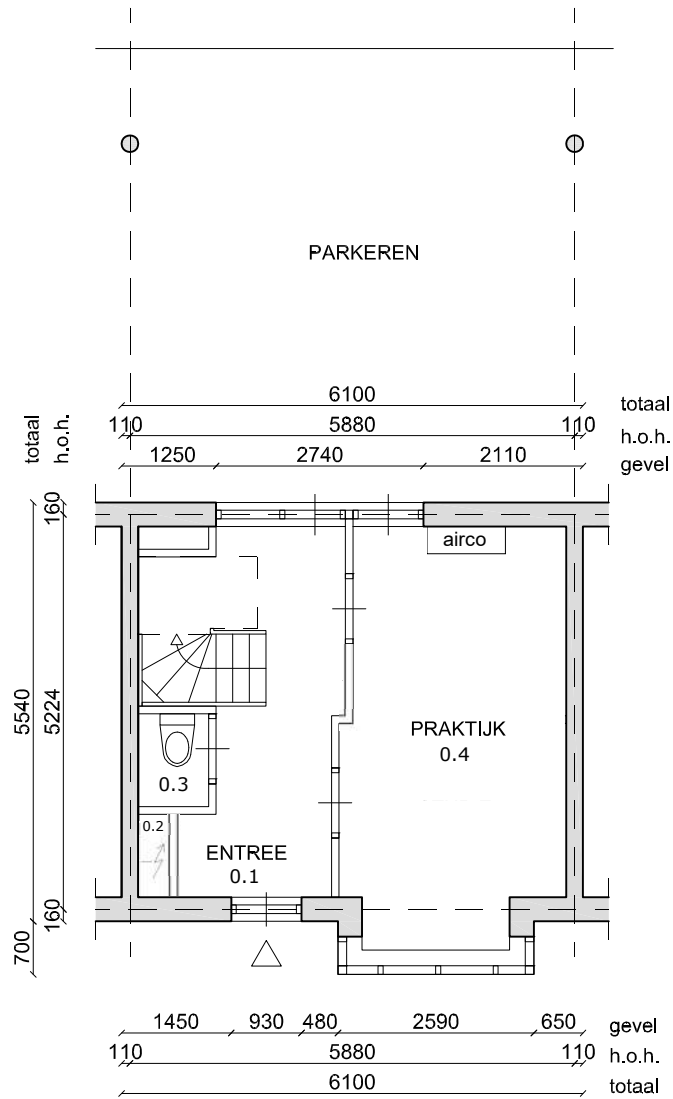 PARKEREN
6100 totaal
110 5880 110 h.o.h.
1250 2740 2110 gevel
totaal
h.o.h.
160
airco
5540
5224
PRAKTIJK
0.4
0.3
0.2
ENTREE
0.1
160
700
1450 930 480 2590 650 gevel
110 5880 110 h.o.h.
6100 totaal